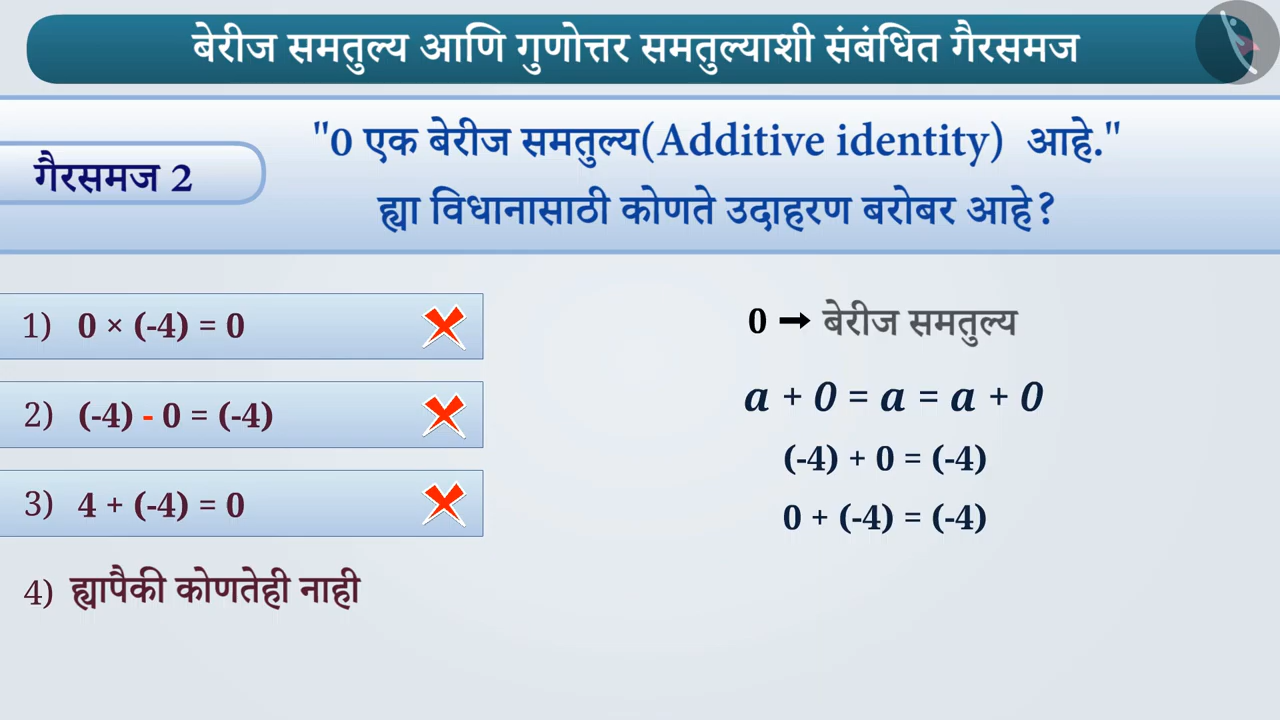 बेरीज समतुल्य आणि गुणोत्तर समतुल्याशी संबंधित गैरसमज
गैरसमज 2
"0 एक बेरीज समतुल्य(Additive identity) आहे."
ह्या विधानासाठी कोणते उदाहरण बरोबर आहे?
1) 0 × (-4) = 0
2) (-4) - 0 = (-4)
3) 4 + (-4) = 0
4) ह्यापैकी कोणतेही नाही
0 ➞ बेरीज समतुल्य
a + 0 = a = a + 0
(-4) + 0 = (-4)
0 + (-4) = (-4)